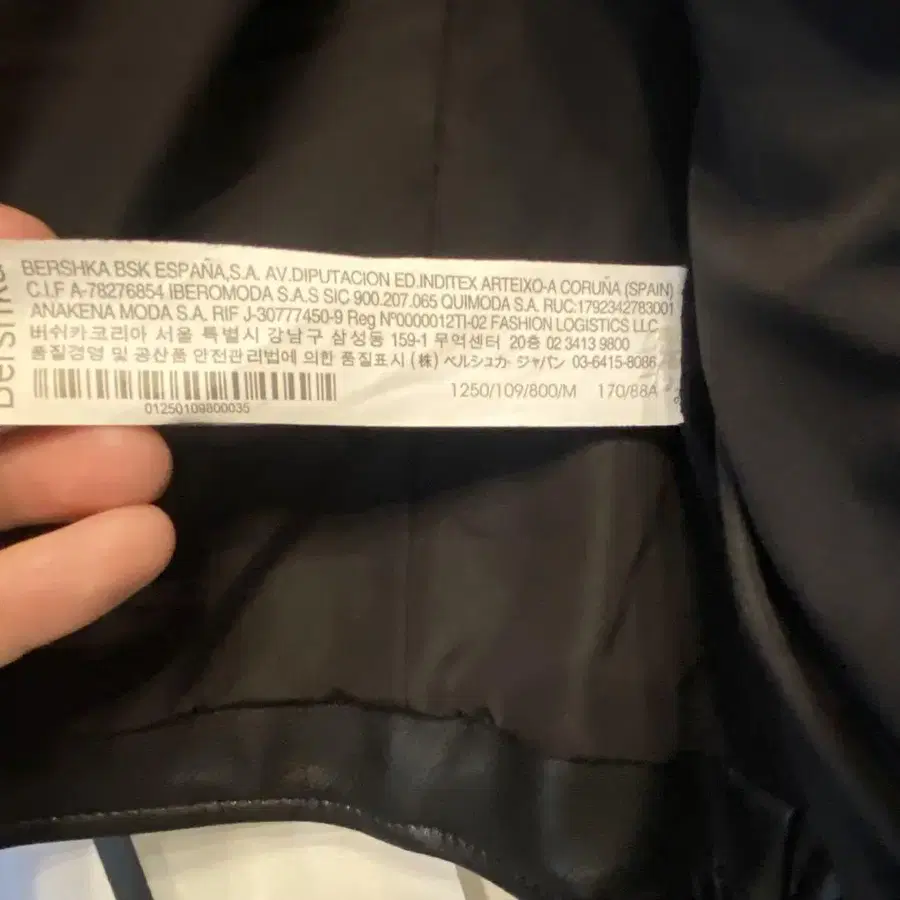 Bershka
BERSHKA BSK ESPAÑA,S.A. AV.DIPUTACION ED.INDITEX ARTEIXO-A CORUÑA (SPAIN)
C.I.F A-78276854 IBEROMODA S.A.S SIC 900.207.065 QUIMODA S.A. RUC:1792342783001
ANAKENA MODA S.A. RIF J-30777450-9 Reg Nº0000012TI-02 FASHION LOGISTICS LLC
버쉬카코리아 서울 특별시 강남구 삼성동 159-1 무역센터 20층 02 3413 9800
품질경영 및 공산품 안전관리법에 의한 품질표시 (株) ベルシュカ ジャパン 03-6415-8086
01250109800035
1250/109/800/M 170/88A